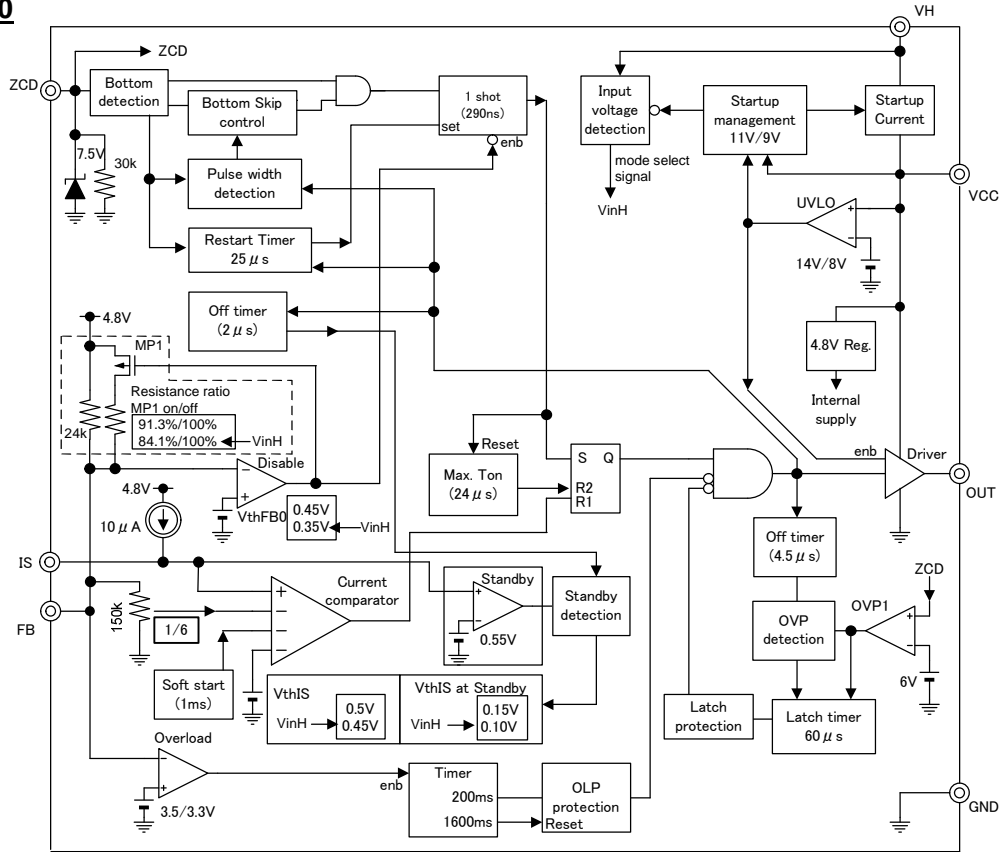 0
VH
ZCD
ZCD
Bottom
detection
Bottom Skip
control
1 shot
(290ns)
set
enb
Input
voltage
detection
Startup
management
11V/9V
Startup
Current
mode select
signal
VinH
7.5V
30k
Pulse width
detection
VCC
UVLO
+
−
14V/8V
Restart Timer
25μs
Off timer
(2μs)
4.8V
MP1
4.8V Reg.
Internal
supply
Resistance ratio
MP1 on/off
91.3%/100%
84.1%/100%
VinH
24k
Disable
−
+
VthFB0
0.45V
0.35V
VinH
Reset
Max. Ton
(24μs)
S Q
R2
R1
enb
Driver
OUT
4.8V
10μA
IS
FB
150k
1/6
+
−
−
−
Current
comparator
Standby
+
−
0.55V
Standby
detection
Off timer
(4.5μs)
ZCD
OVP
detection
OVP1
+
−
6V
Soft start
(1ms)
VthIS
VinH
0.5V
0.45V
VthIS at Standby
VinH
0.15V
0.10V
Latch
protection
Latch timer
60μs
Overload
−
+
3.5/3.3V
enb
Timer
200ms
1600ms
OLP
protection
Reset
GND